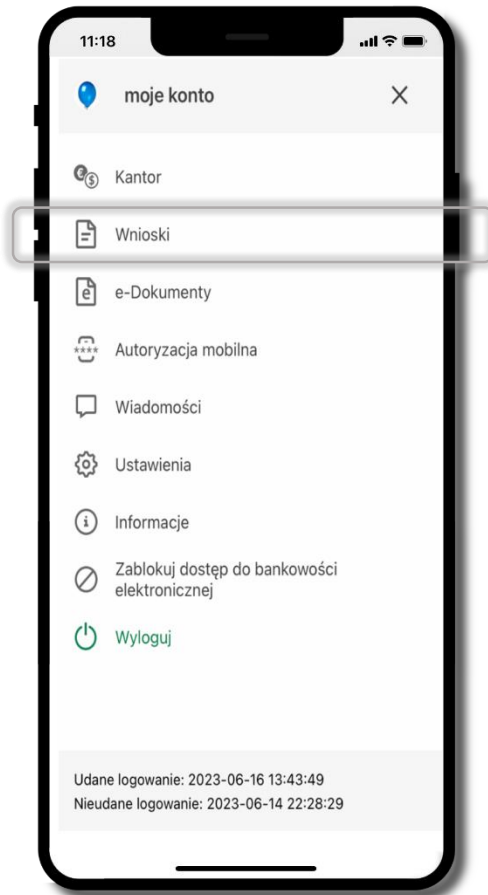 11:18
moje konto
Kantor
Wnioski
e-Dokumenty
Autoryzacja mobilna
Wiadomości
Ustawienia
Informacje
Zablokuj dostęp do bankowości
elektronicznej
Wyloguj
Udane logowanie: 2023-06-16 13:43:49
Nieudane logowanie: 2023-06-14 22:28:29